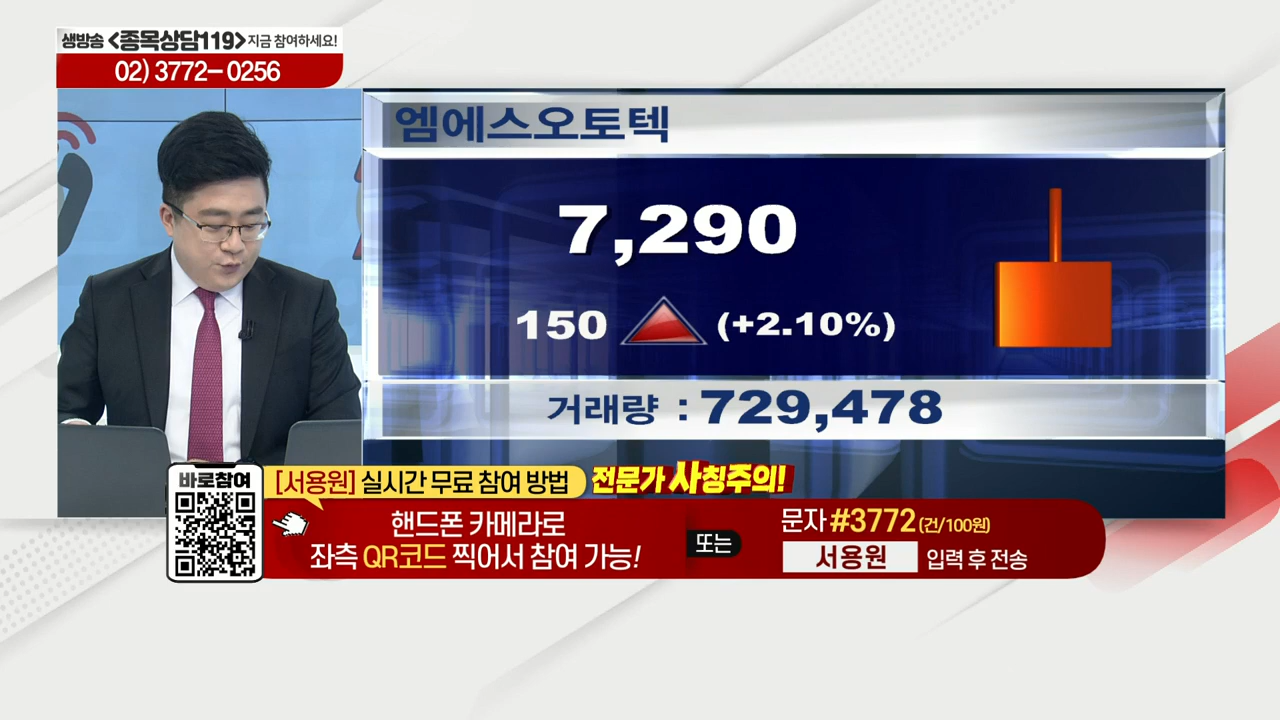 생방송 <종목상담119> 지금 참여하세요!
02) 3772-0256
엠에스오토텍
7,290
150 (+2.10%)
거래량 : 729,478
바로참여
[서용원] 실시간 무료 참여 방법 전문가 사칭주의!
핸드폰 카메라로
좌측 QR코드 찍어서 참여 가능!
또는
문자 #3772 (건/100원)
서용원 입력 후 전송